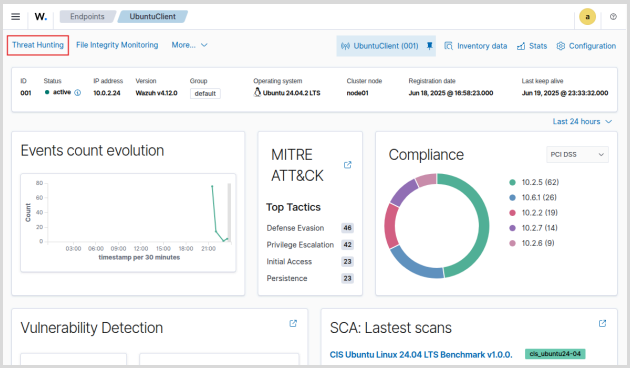 W.
Endpoints
UbuntuClient
a
Threat Hunting
File Integrity Monitoring
More...
UbuntuClient (001)
Inventory data
Stats
Configuration
ID
Status
IP address
Version
Group
Operating system
Cluster node
Registration date
Last keep alive
001
active
10.0.2.24
Wazuh v4.12.0
default
Ubuntu 24.04.2 LTS
node01
Jun 18, 2025 @ 16:58:23.000
Jun 19, 2025 @ 23:33:32.000
Last 24 hours
Events count evolution
Count
80
60
40
20
0
03:00
06:00
09:00
12:00
15:00
18:00
21:00
timestamp per 30 minutes
MITRE
ATT&CK
Top Tactics
Defense Evasion 46
Privilege Escalation 42
Initial Access 23
Persistence 23
Compliance
PCI DSS
10.2.5 (62)
10.6.1 (26)
10.2.2 (19)
10.2.7 (14)
10.2.6 (9)
Vulnerability Detection
SCA: Lastest scans
CIS Ubuntu Linux 24.04 LTS Benchmark v1.0.0.
cis_ubuntu24-04